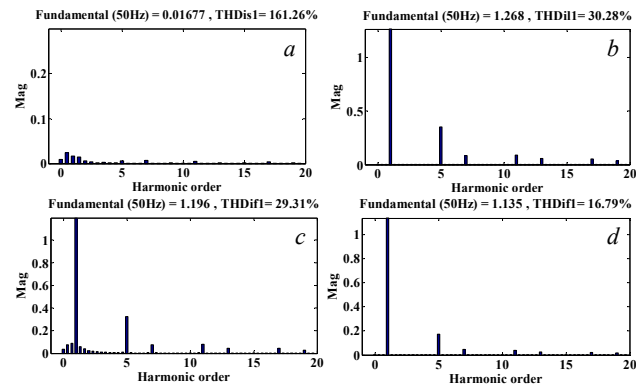 Fundamental (50Hz) = 0.01677 , THDis1= 161.26%
a
0.2
0.1
0
Mag
0 5 10 15 20
Harmonic order
Fundamental (50Hz) = 1.268 , THDil1= 30.28%
b
1
0.5
0
Mag
0 5 10 15 20
Harmonic order
Fundamental (50Hz) = 1.196 , THDif1= 29.31%
c
1
0.8
0.6
0.4
0.2
0
Mag
0 5 10 15 20
Harmonic order
Fundamental (50Hz) = 1.135 , THDif1= 16.79%
d
1
0.8
0.6
0.4
0.2
0
Mag
0 5 10 15 20
Harmonic order